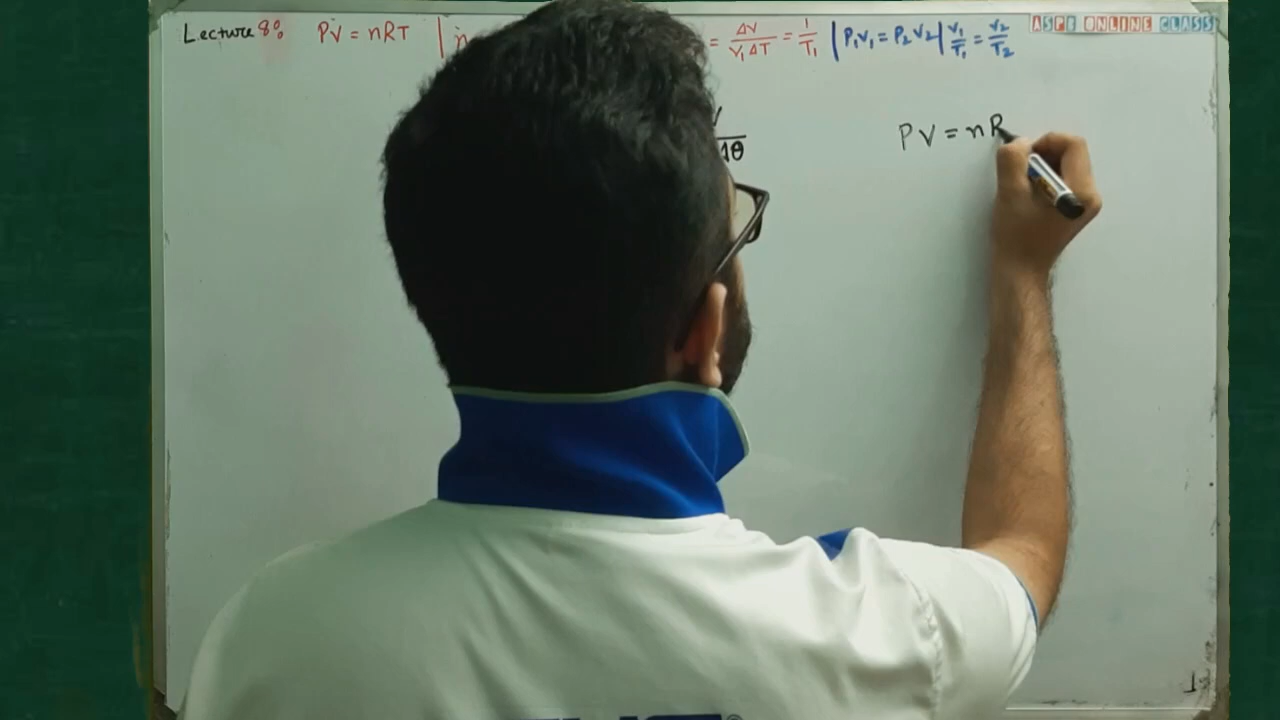 Lecture 8% PV = nRT | = ΔV/V₁ΔT = 1/T₁ | P₁V₁ = P₂V₂ | V₁/T₁ = V₂/T₂ ASPE ONLINE CLASS
PV = nR
Δθ